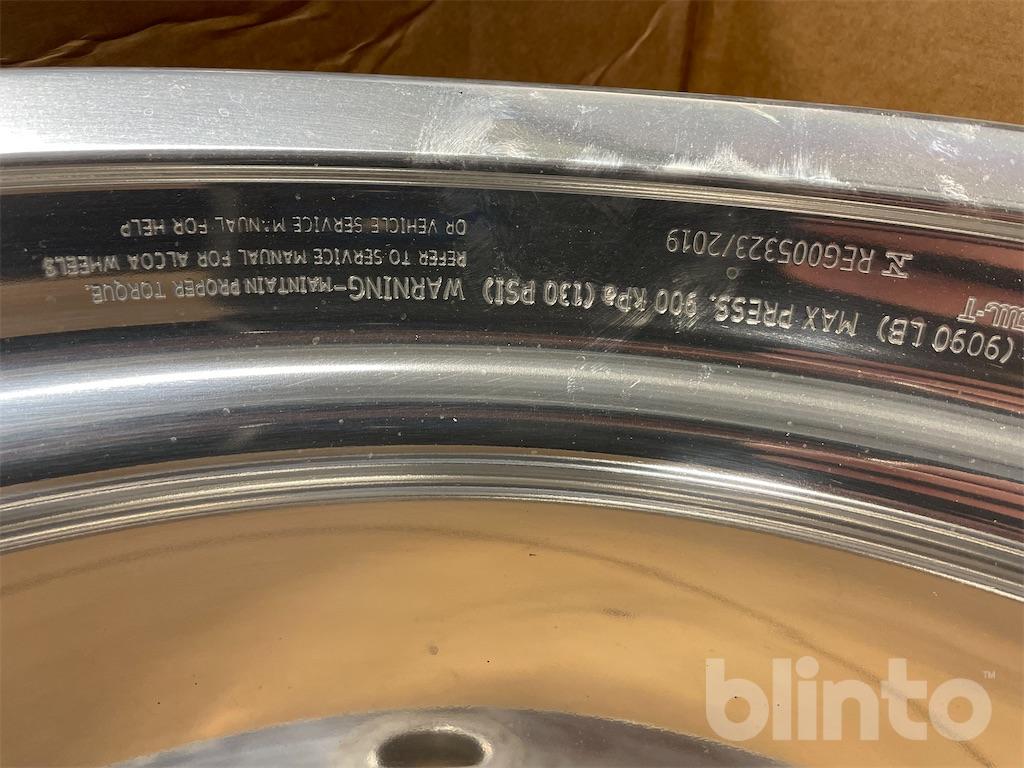 (9090 LB) MAX PRESS. 900 KPa (130 PSI)
WARNING-MAINTAIN PROPER TORQUE.
REFER TO SERVICE MANUAL FOR ALCOA WHEELS
OR VEHICLE SERVICE MANUAL FOR HELP
REG005323/2019
blinto™